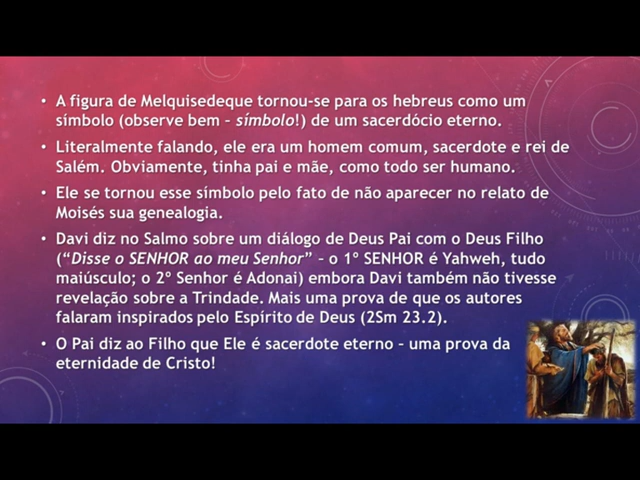 • A figura de Melquisedeque tornou-se para os hebreus como um
símbolo (observe bem – símbolo!) de um sacerdócio eterno.
• Literalmente falando, ele era um homem comum, sacerdote e rei de
Salém. Obviamente, tinha pai e mãe, como todo ser humano.
• Ele se tornou esse símbolo pelo fato de não aparecer no relato de
Moisés sua genealogia.
• Davi diz no Salmo sobre um diálogo de Deus Pai com o Deus Filho
(“Disse o SENHOR ao meu Senhor” – o 1º SENHOR é Yahweh, tudo
maiúsculo; o 2º Senhor é Adonai) embora Davi também não tivesse
revelação sobre a Trindade. Mais uma prova de que os autores
falaram inspirados pelo Espírito de Deus (2Sm 23.2).
• O Pai diz ao Filho que Ele é sacerdote eterno – uma prova da
eternidade de Cristo!